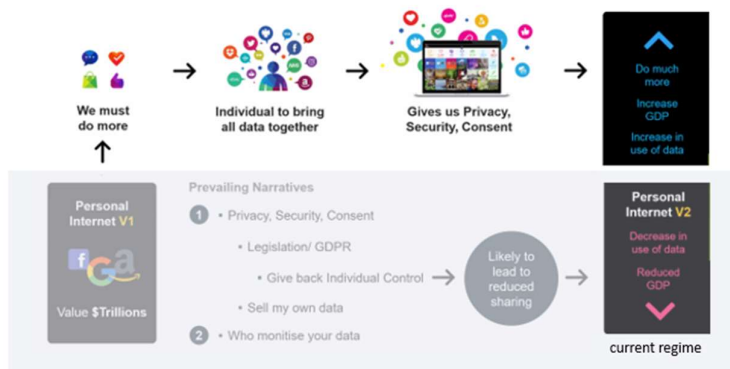 We must
do more
Individual to bring
all data together
Gives us Privacy,
Security, Consent
Do much
more
Increase
GDP
Increase in
use of data
Personal
Internet V1
Value $Trillions
Prevailing Narratives
1 • Privacy, Security, Consent
• Legislation/ GDPR
• Give back Individual Control
• Sell my own data
2 • Who monitise your data
Likely to
lead to
reduced
sharing
Personal
Internet V2
Decrease in
use of data
Reduced
GDP
current regime